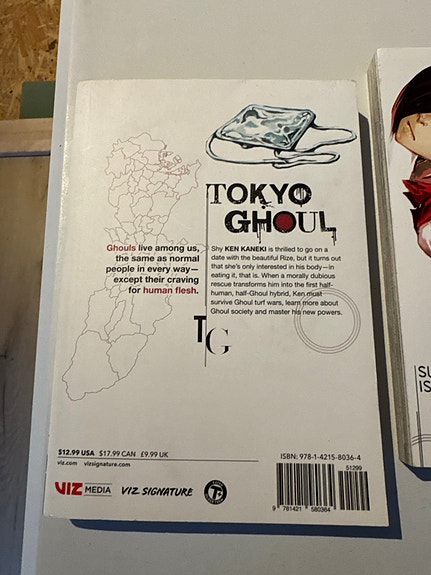 TOKYO
GHOUL
Ghouls live among us,
the same as normal
people in every way—
except their craving
for human flesh.
Shy KEN KANEKI is thrilled to go on a
date with the beautiful Rize, but it turns out
that she's only interested in his body—in
eating it, that is. When a morally dubious
rescue transforms him into the first half-
human, half-Ghoul hybrid, Ken must
survive Ghoul turf wars, learn more about
Ghoul society and master his new powers.
TG
$12.99 USA $17.99 CAN £9.99 UK
viz.com vizsignature.com
VIZ MEDIA VIZ SIGNATURE
ISBN: 978-1-4215-8036-4
51299
9 781421 580364
SU
IS